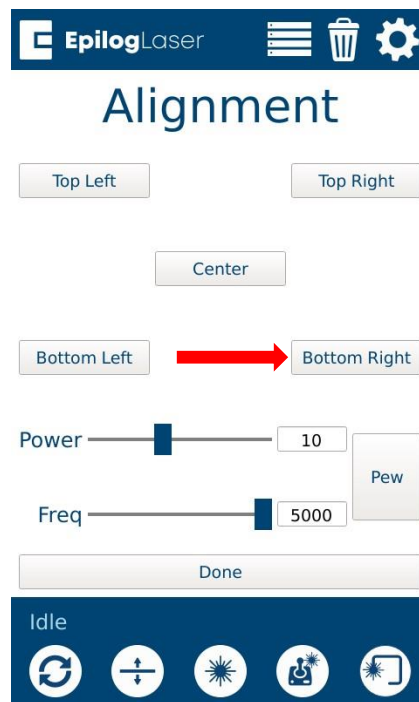 EpilogLaser
Alignment
Top Left Top Right
Center
Bottom Left Bottom Right
Power 10
Pew
Freq 5000
Done
Idle